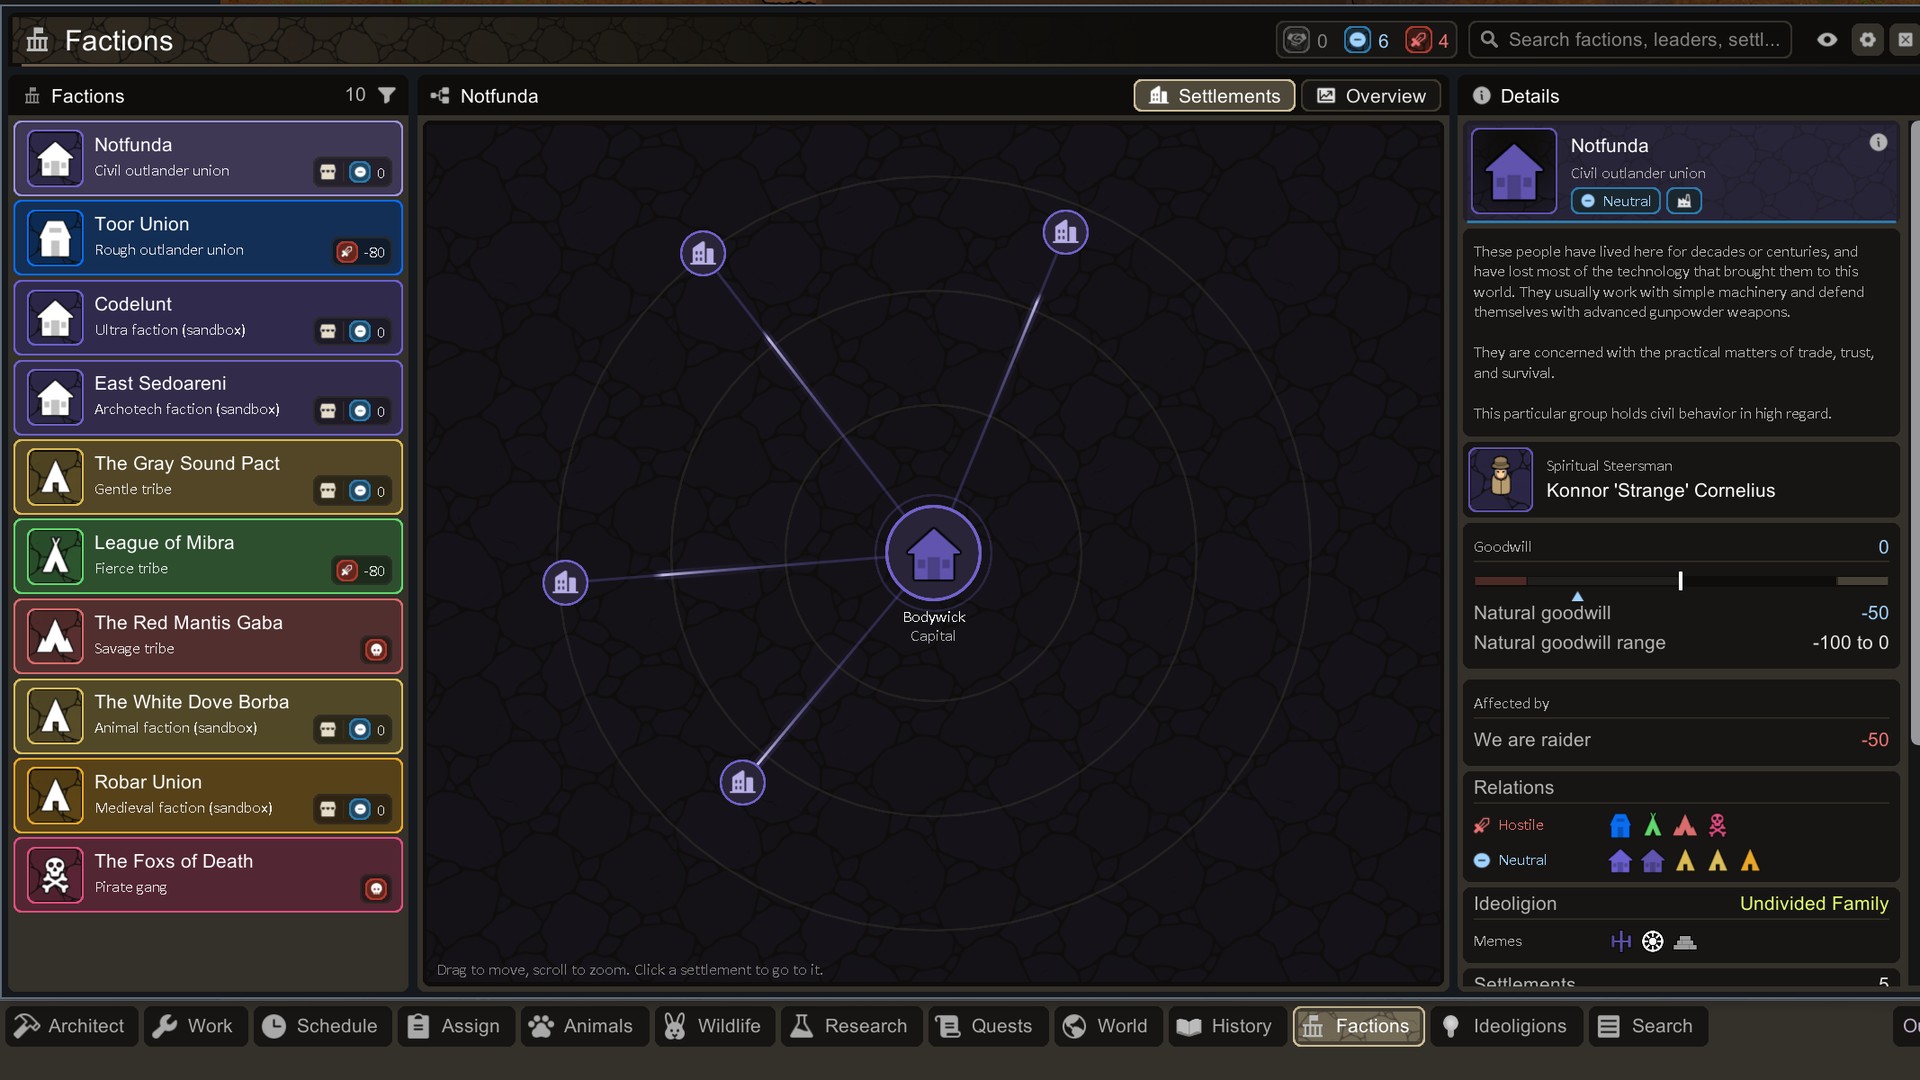 Factions
0
6
4
Search factions, leaders, settl...
Factions
10
Notfunda
Civil outlander union
0
Toor Union
Rough outlander union
-80
Codelunt
Ultra faction (sandbox)
0
East Sedoareni
Archotech faction (sandbox)
0
The Gray Sound Pact
Gentle tribe
0
League of Mibra
Fierce tribe
-80
The Red Mantis Gaba
Savage tribe
The White Dove Borba
Animal faction (sandbox)
0
Robar Union
Medieval faction (sandbox)
0
The Foxs of Death
Pirate gang
Notfunda
Settlements
Overview
Bodywick
Capital
Drag to move, scroll to zoom. Click a settlement to go to it.
Details
Notfunda
Civil outlander union
Neutral
These people have lived here for decades or centuries, and
have lost most of the technology that brought them to this
world. They usually work with simple machinery and defend
themselves with advanced gunpowder weapons.
They are concerned with the practical matters of trade, trust,
and survival.
This particular group holds civil behavior in high regard.
Spiritual Steersman
Konnor 'Strange' Cornelius
Goodwill 0
Natural goodwill -50
Natural goodwill range -100 to 0
Affected by
We are raider -50
Relations
Hostile
Neutral
Ideoligion Undivided Family
Memes
Settlements 5
Architect
Work
Schedule
Assign
Animals
Wildlife
Research
Quests
World
History
Factions
Ideoligions
Search